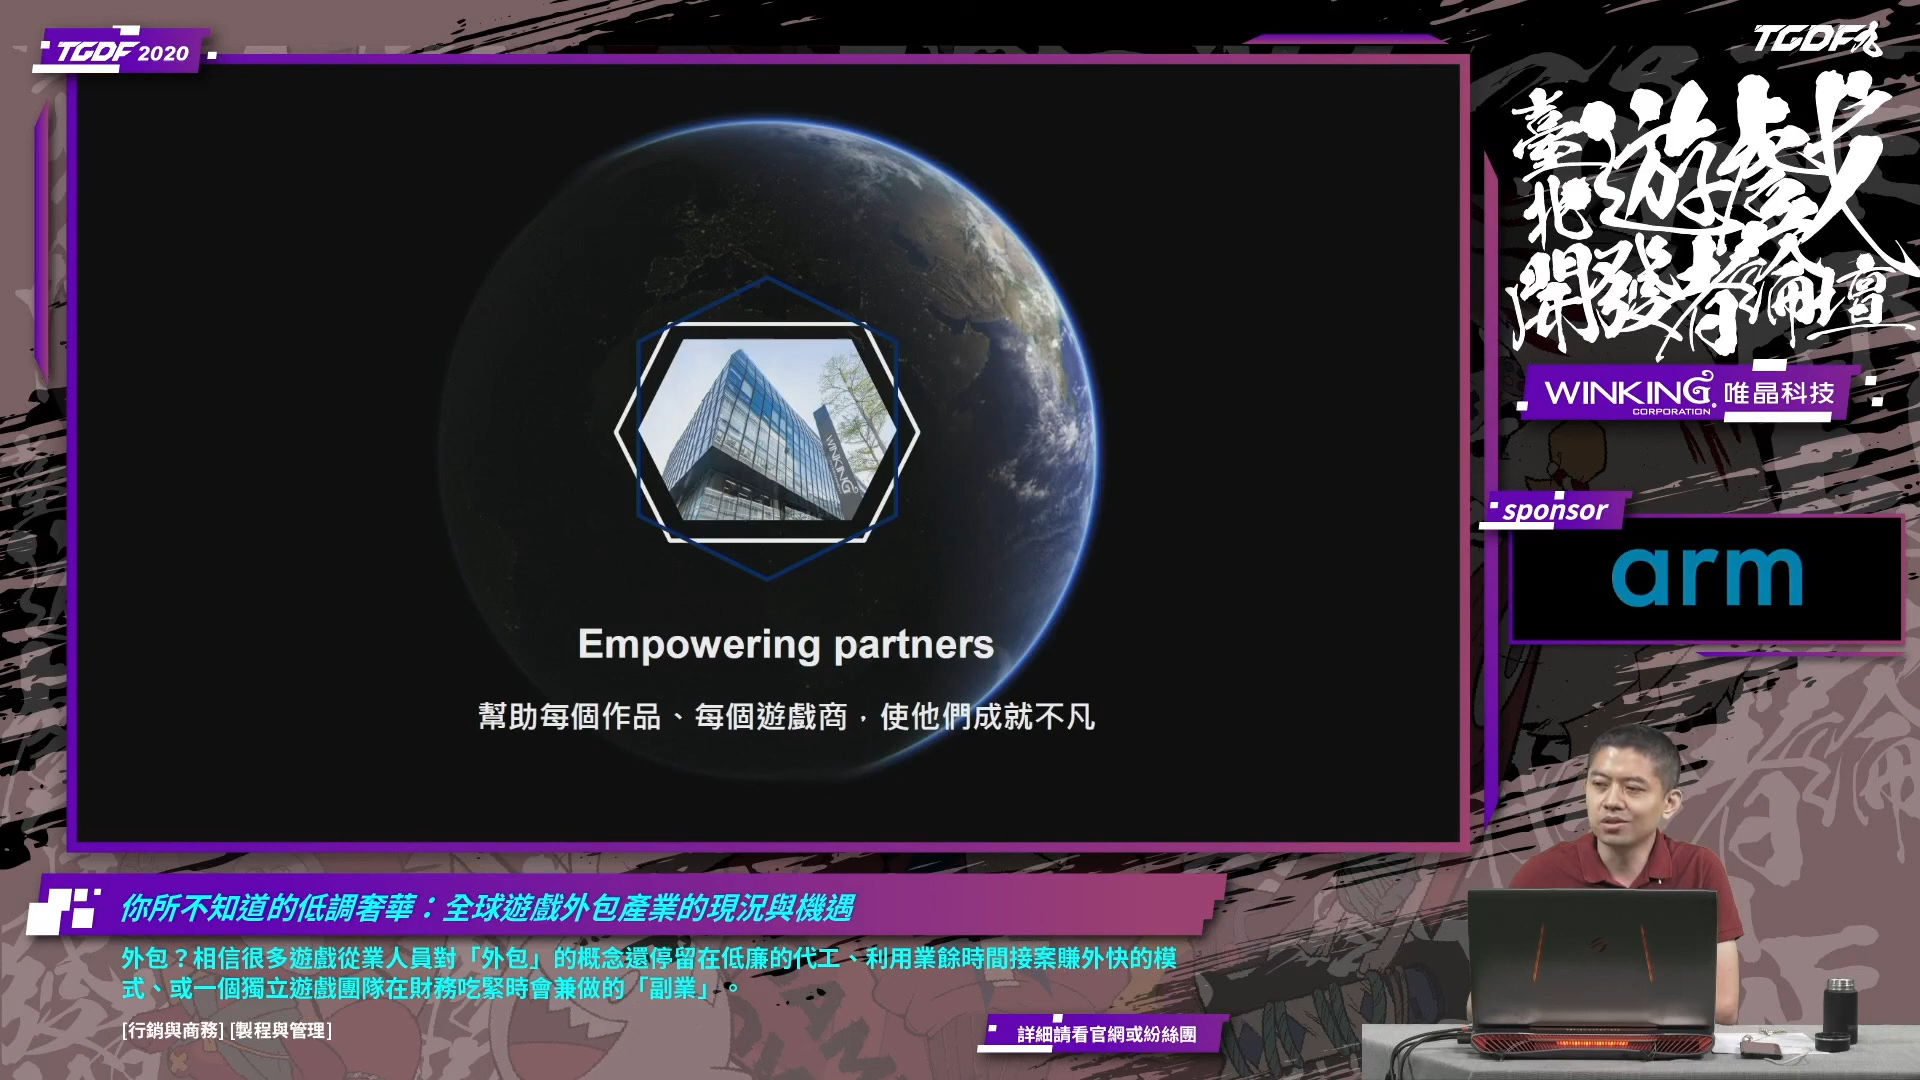 TGDF 2020
TGDF 九
臺北遊戲
開發者論壇
WINKING CORPORATION 唯晶科技
WINKING
sponsor
arm
Empowering partners
幫助每個作品、每個遊戲商，使他們成就不凡
你所不知道的低調奢華：全球遊戲外包產業的現況與機遇
外包？相信很多遊戲從業人員對「外包」的概念還停留在低廉的代工、利用業餘時間接案賺外快的模
式、或一個獨立遊戲團隊在財務吃緊時會兼做的「副業」。
[行銷與商務] [製程與管理]
詳細請看官網或紛絲團